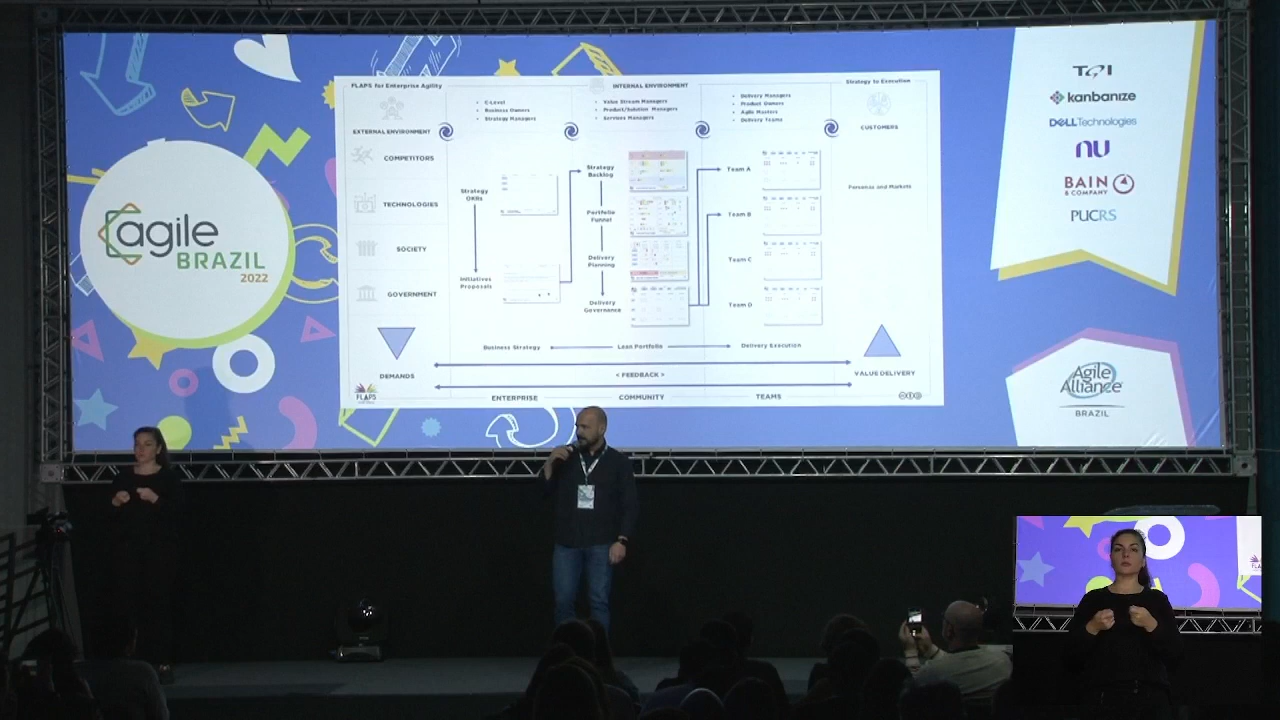 agile
BRAZIL
2022
FLAPS for Enterprise Agility
INTERNAL ENVIRONMENT
Strategy to Execution
C-Level
Business Owners
Strategy Managers
Value Stream Managers
Product/Solution Managers
Services Managers
Delivery Managers
Product Owners
Agile Masters
Delivery Teams
EXTERNAL ENVIRONMENT
CUSTOMERS
COMPETITORS
TECHNOLOGIES
SOCIETY
GOVERNMENT
Strategy
OKRs
Initiatives
Proposals
Strategy
Backlog
Portfolio
Funnel
Delivery
Planning
Delivery
Governance
Team A
Team B
Team C
Team D
Personas and Markets
Business Strategy
Lean Portfolio
Delivery Execution
DEMANDS
< FEEDBACK >
VALUE DELIVERY
FLAPS
ENTERPRISE
COMMUNITY
TEAMS
kanbanize
DELL Technologies
NU
BAIN
& COMPANY
PUCRS
Agile
Alliance
BRAZIL